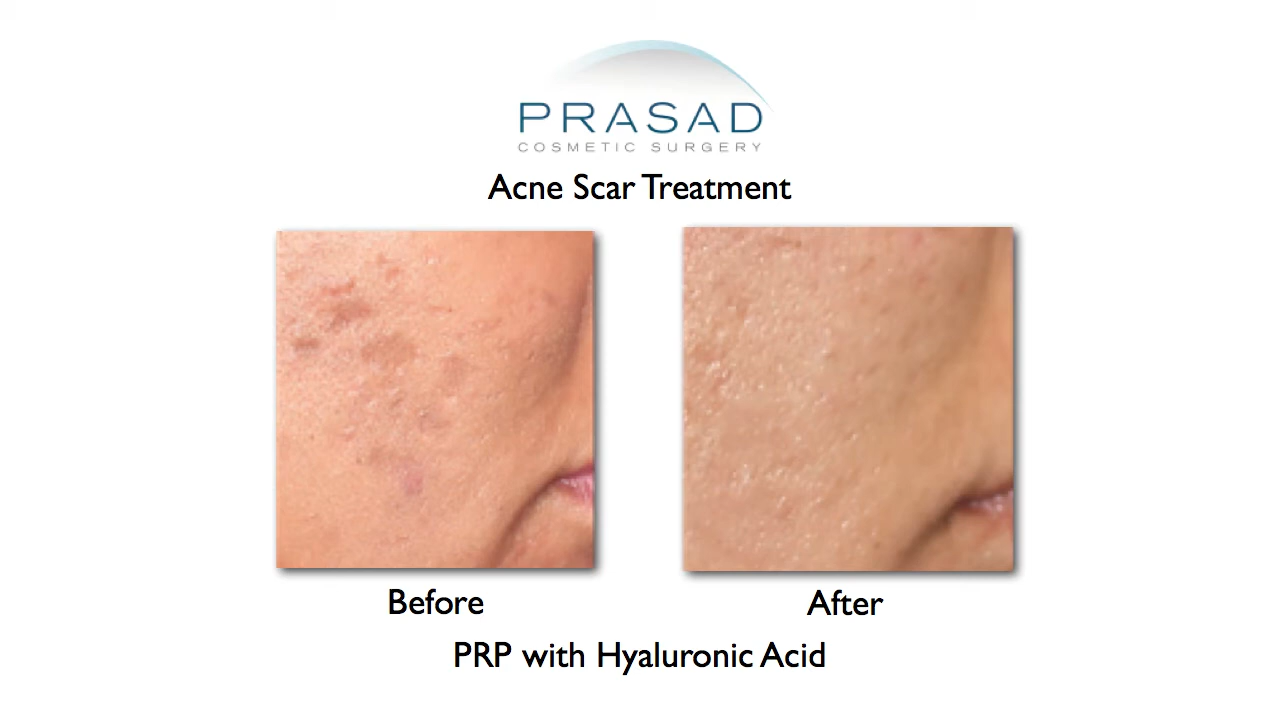 PRASAD
COSMETIC SURGERY
Acne Scar Treatment
Before
After
PRP with Hyaluronic Acid